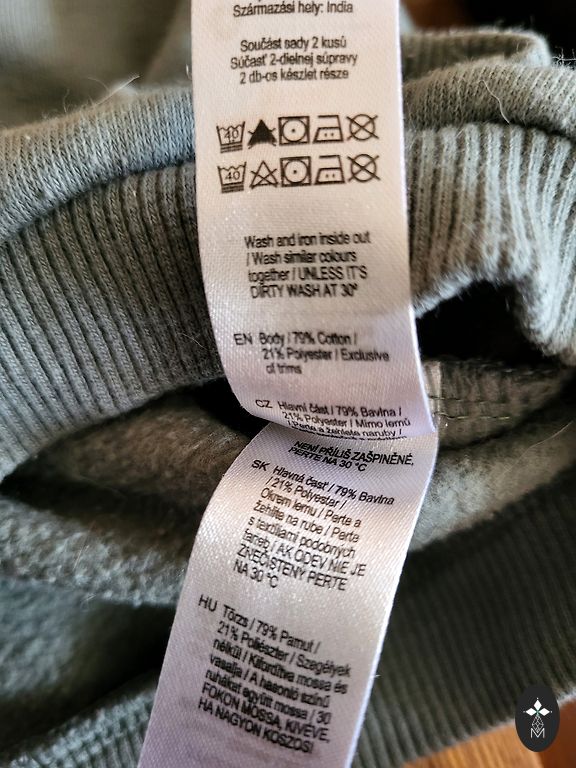 Származási hely: India
Součást sady 2 kusů
Súčasť 2-dielnej súpravy
2 db-os készlet része
40
40
Wash and iron inside out
/ Wash similar colours
together / UNLESS IT'S
DIRTY WASH AT 30°
EN Body / 79% Cotton /
21% Polyester / Exclusive
of trims
CZ Hlavní část / 79% Bavlna /
21% Polyester / Mimo lemů
/ Perte a žehlete naruby /
NENÍ PŘÍLIŠ ZAŠPINĚNÉ,
PERTE NA 30 °C
SK Hlavná časť / 79% Bavlna
/ 21% Polyester /
Okrem lemu / Perte a
žehlite na rube / Perte
s textíliami podobných
farieb / AK ODEV NIE JE
ZNEČISTENÝ PERTE
NA 30 °C
HU Törzs / 79% Pamut /
21% Poliészter / Szegélyek
nélkül / Kifordítva mossa és
vasalja / A hasonló színű
ruhákat együtt mossa / 30
FOKON MOSSA, KIVÉVE,
HA NAGYON KOSZOS!